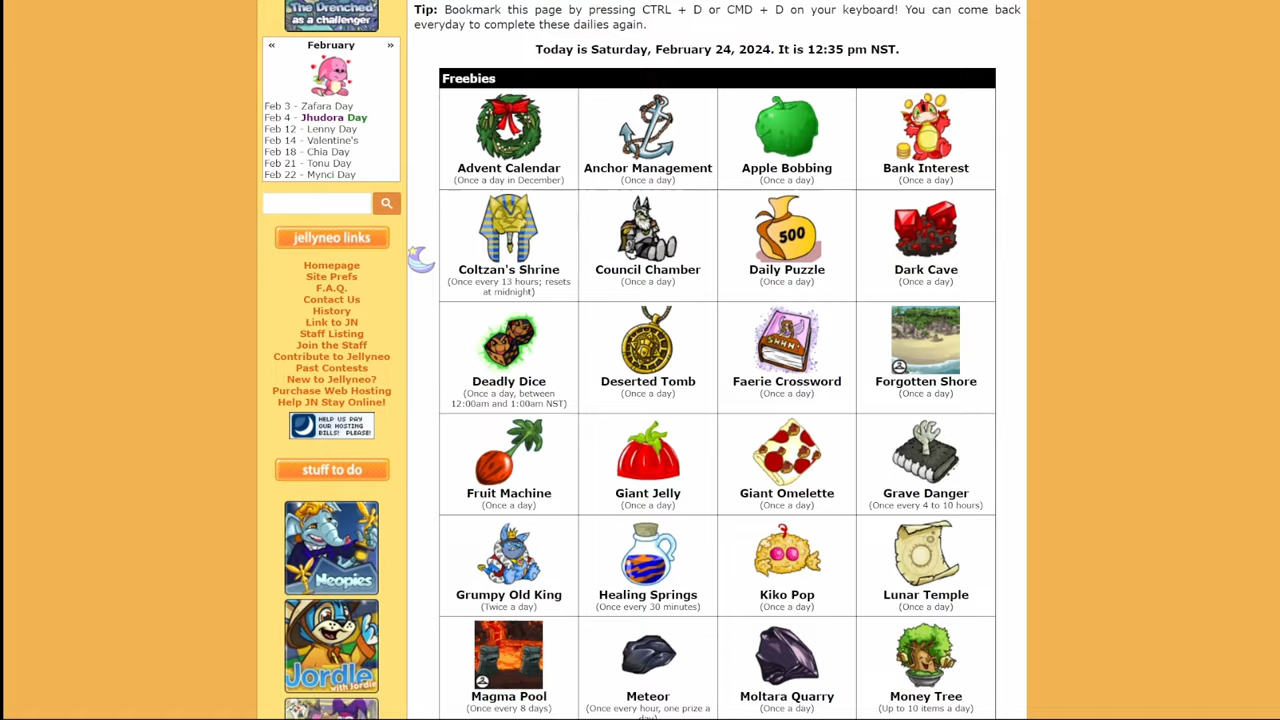 The Drenched
as a challenger
« February »
Feb 3 - Zafara Day
Feb 4 - Jhudora Day
Feb 12 - Lenny Day
Feb 14 - Valentine's
Feb 18 - Chia Day
Feb 21 - Tonu Day
Feb 22 - Mynci Day
jellyneo links
Homepage
Site Prefs
F.A.Q.
Contact Us
History
Link to JN
Staff Listing
Join the Staff
Contribute to Jellyneo
Past Contests
New to Jellyneo?
Purchase Web Hosting
Help JN Stay Online!
HELP US PAY
OUR HOSTING
BILLS! PLEASE!
stuff to do
Neopies
Jordle
with Jordie
Tip: Bookmark this page by pressing CTRL + D or CMD + D on your keyboard! You can come back
everyday to complete these dailies again.
Today is Saturday, February 24, 2024. It is 12:35 pm NST.
Freebies
Advent Calendar Anchor Management Apple Bobbing Bank Interest
(Once a day in December) (Once a day) (Once a day) (Once a day)
500
Coltzan's Shrine Council Chamber Daily Puzzle Dark Cave
(Once every 13 hours; resets (Once a day) (Once a day) (Once a day)
at midnight)
SHHH!
Deadly Dice Deserted Tomb Faerie Crossword Forgotten Shore
(Once a day, between (Once a day) (Once a day) (Once a day)
12:00am and 1:00am NST)
Fruit Machine Giant Jelly Giant Omelette Grave Danger
(Once a day) (Once a day) (Once a day) (Once every 4 to 10 hours)
Grumpy Old King Healing Springs Kiko Pop Lunar Temple
(Twice a day) (Once every 30 minutes) (Once a day) (Once a day)
Magma Pool Meteor Moltara Quarry Money Tree
(Once every 8 days) (Once every hour, one prize a (Once a day) (Up to 10 items a day)
day)